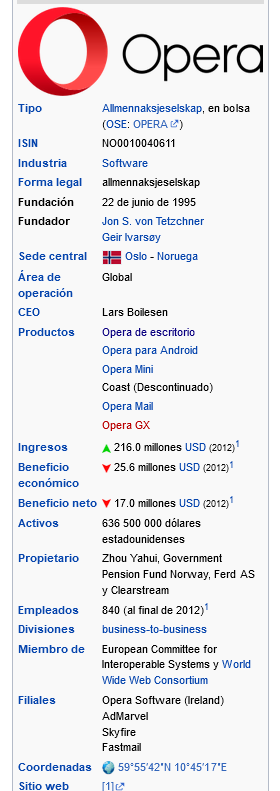 Opera
Tipo Allmennaksjeselskap, en bolsa
(OSE: OPERA)
ISIN NO0010040611
Industria Software
Forma legal allmennaksjeselskap
Fundación 22 de junio de 1995
Fundador Jon S. von Tetzchner
Geir Ivarsøy
Sede central Oslo - Noruega
Área de Global
operación
CEO Lars Boilesen
Productos Opera de escritorio
Opera para Android
Opera Mini
Coast (Descontinuado)
Opera Mail
Opera GX
Ingresos 216.0 millones USD (2012)1
Beneficio 25.6 millones USD (2012)1
económico
Beneficio neto 17.0 millones USD (2012)1
Activos 636 500 000 dólares
estadounidenses
Propietario Zhou Yahui, Government
Pension Fund Norway, Ferd AS
y Clearstream
Empleados 840 (al final de 2012)1
Divisiones business-to-business
Miembro de European Committee for
Interoperable Systems y World
Wide Web Consortium
Filiales Opera Software (Ireland)
AdMarvel
Skyfire
Fastmail
Coordenadas 59°55′42″N 10°45′17″E
Sitio web [1]